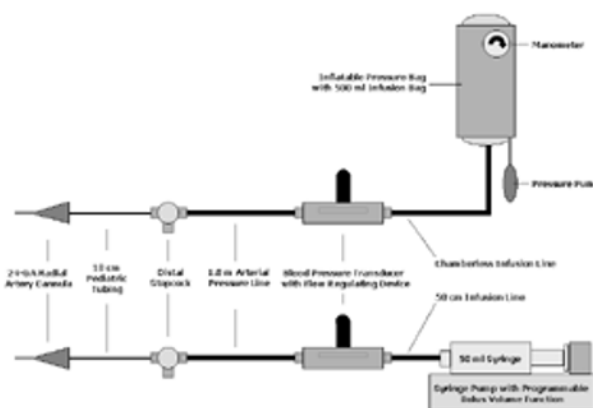 Manometer
Inflatable Pressure Bag
with 500 ml Infusion Bag
Pressure Pump
Chamberless Infusion Line
24-GA Radial
Artery Cannula
10 cm
Pediatric
Tubing
Distal
Stopcock
Arterial
Pressure Line
Blood Pressure Transducer
with Flow Regulating Device
50 cm Infusion Line
50 ml Syringe
Syringe Pump with Programmable
Bolus Volume Function